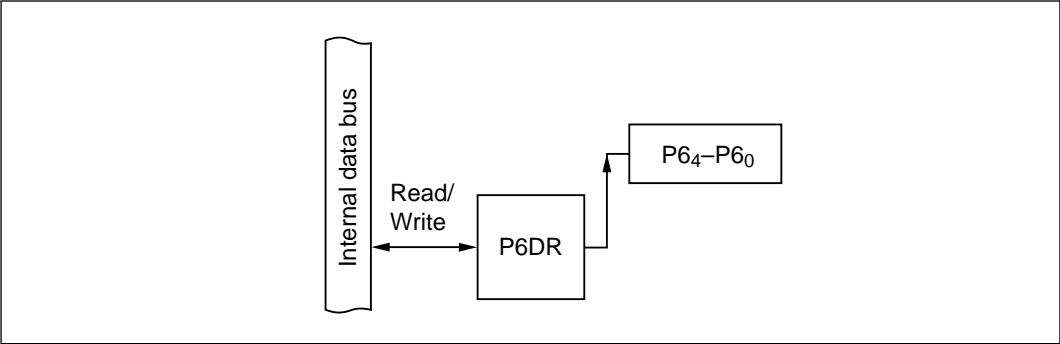 Internal data bus
Read/
Write
P6DR
P6₄–P6₀